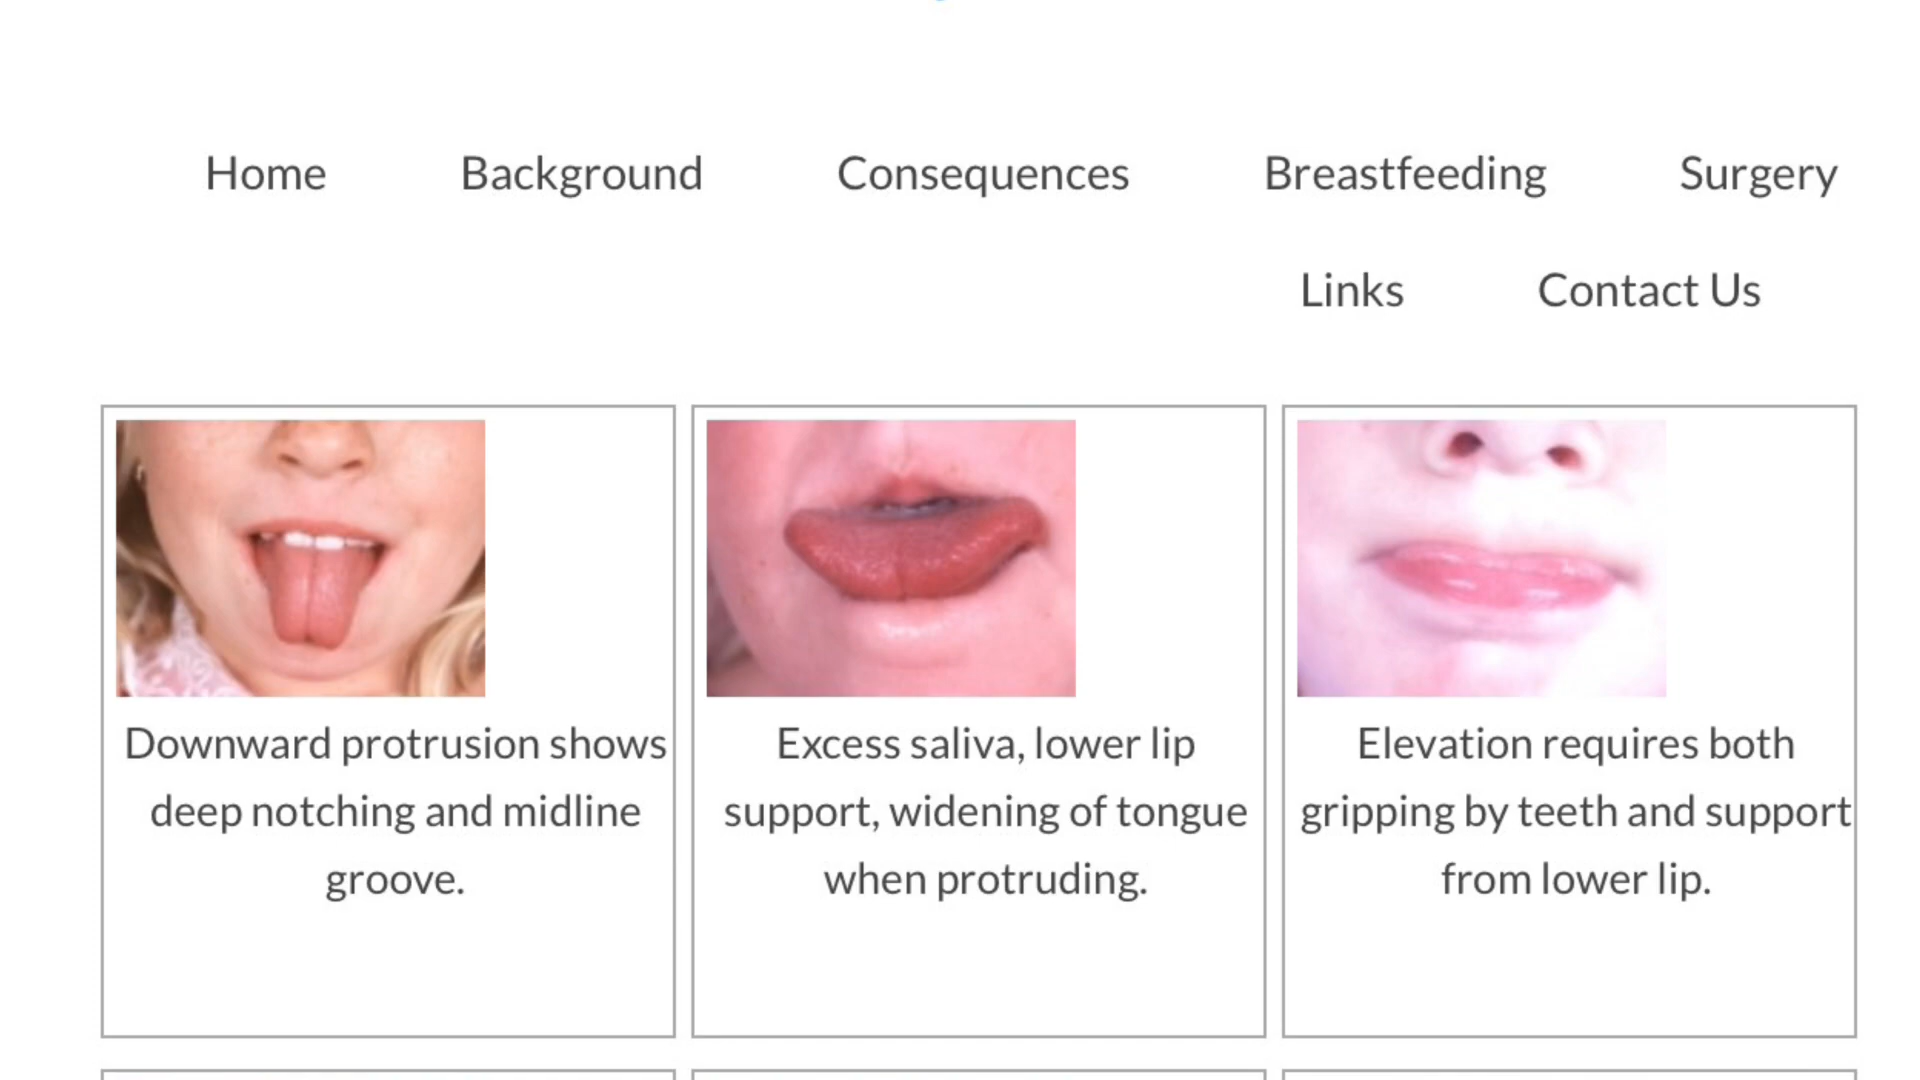 Home Background Consequences Breastfeeding Surgery
Links Contact Us
Downward protrusion shows
deep notching and midline
groove.
Excess saliva, lower lip
support, widening of tongue
when protruding.
Elevation requires both
gripping by teeth and support
from lower lip.